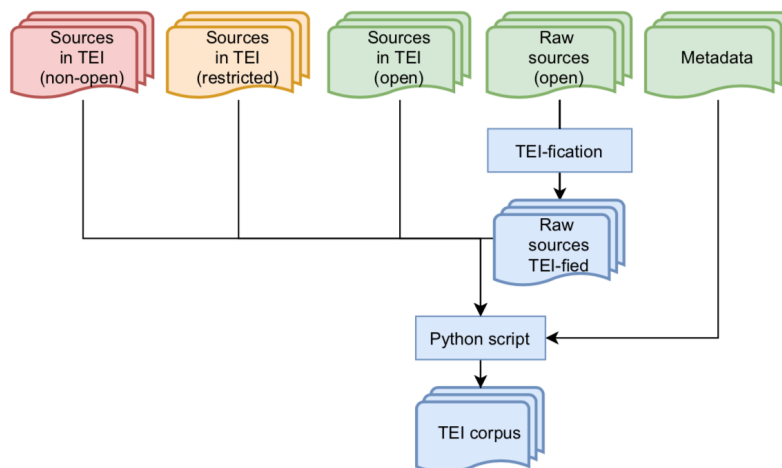 Sources
in TEI
(non-open)
Sources
in TEI
(restricted)
Sources
in TEI
(open)
Raw
sources
(open)
Metadata
TEI-fication
Raw
sources
TEI-fied
Python script
TEI corpus